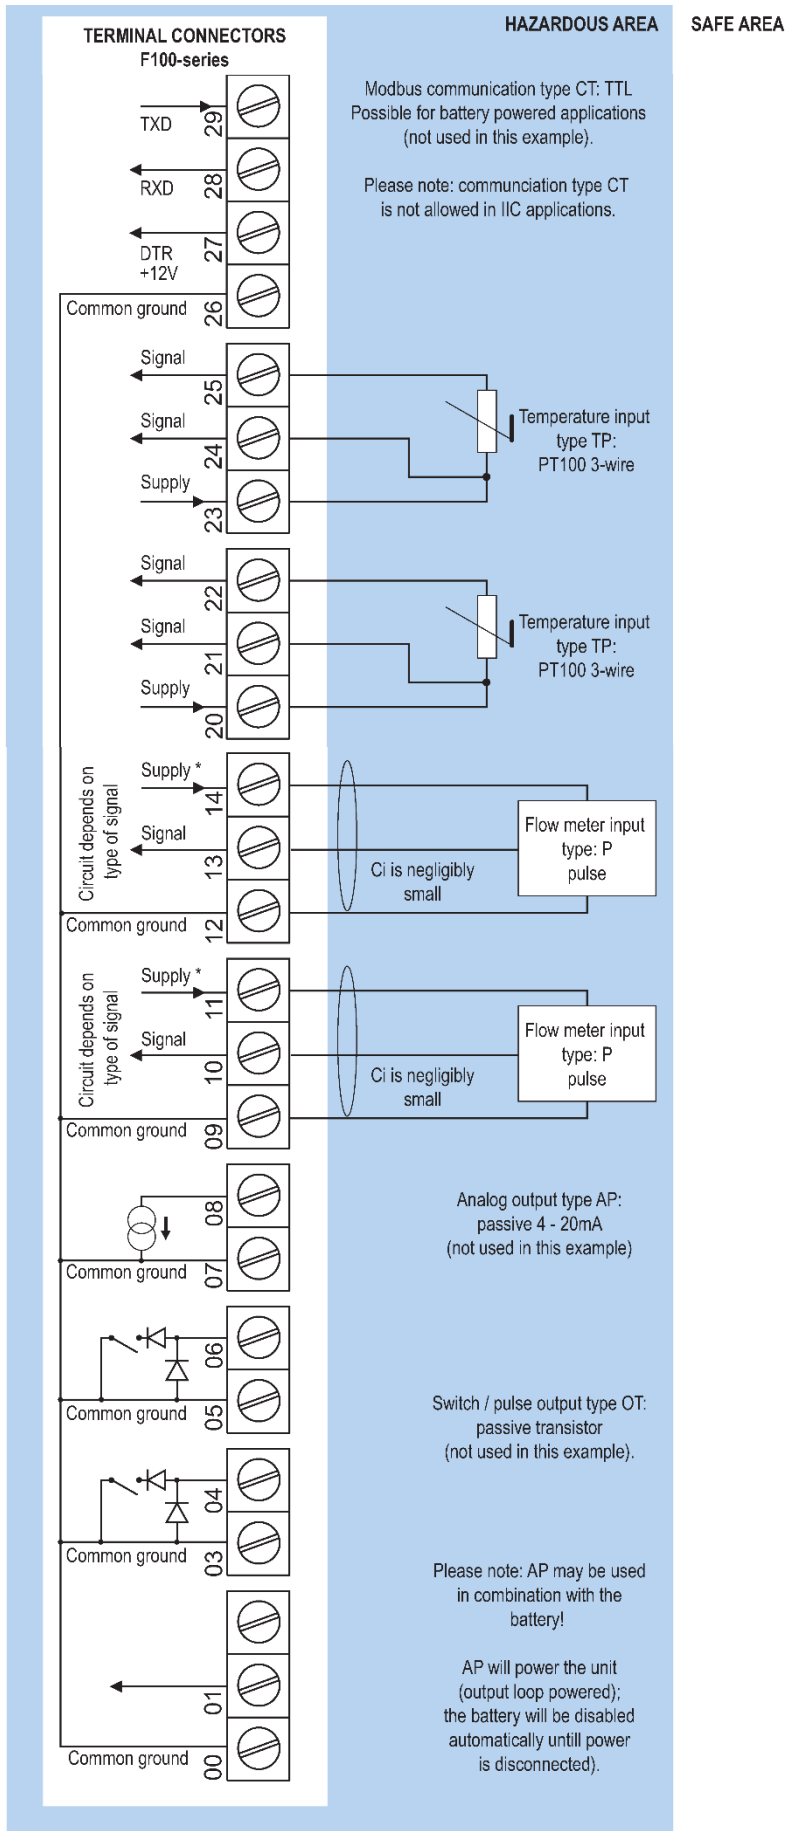 HAZARDOUS AREA
SAFE AREA
TERMINAL CONNECTORS
F100-series
Modbus communication type CT: TTL
Possible for battery powered applications
(not used in this example).
Please note: communciation type CT
is not allowed in IIC applications.
TXD
29
RXD
28
DTR
+12V
27
Common ground
26
Signal
25
Signal
24
Supply
23
Temperature input
type TP:
PT100 3-wire
Signal
22
Signal
21
Supply
20
Temperature input
type TP:
PT100 3-wire
Circuit depends on
type of signal
Supply *
14
Signal
13
Common ground
12
Ci is negligibly
small
Flow meter input
type: P
pulse
Circuit depends on
type of signal
Supply *
11
Signal
10
Common ground
09
Ci is negligibly
small
Flow meter input
type: P
pulse
08
Common ground
07
Analog output type AP:
passive 4 - 20mA
(not used in this example)
06
Common ground
05
Switch / pulse output type OT:
passive transistor
(not used in this example).
04
Common ground
03
Please note: AP may be used
in combination with the
battery!
AP will power the unit
(output loop powered);
the battery will be disabled
automatically untill power
is disconnected).
01
Common ground
00